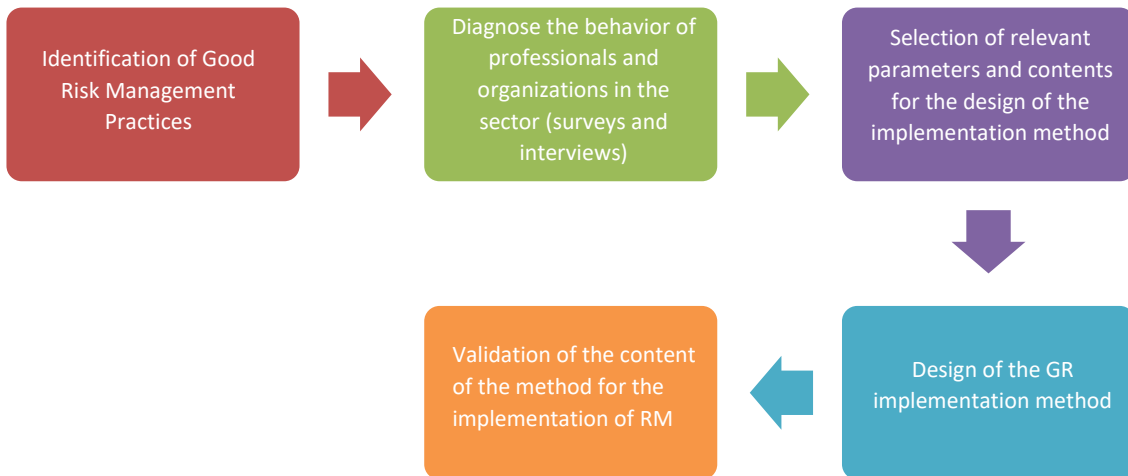 Identification of Good
Risk Management
Practices
Diagnose the behavior of
professionals and
organizations in the
sector (surveys and
interviews)
Selection of relevant
parameters and contents
for the design of the
implementation method
Design of the GR
implementation method
Validation of the content
of the method for the
implementation of RM